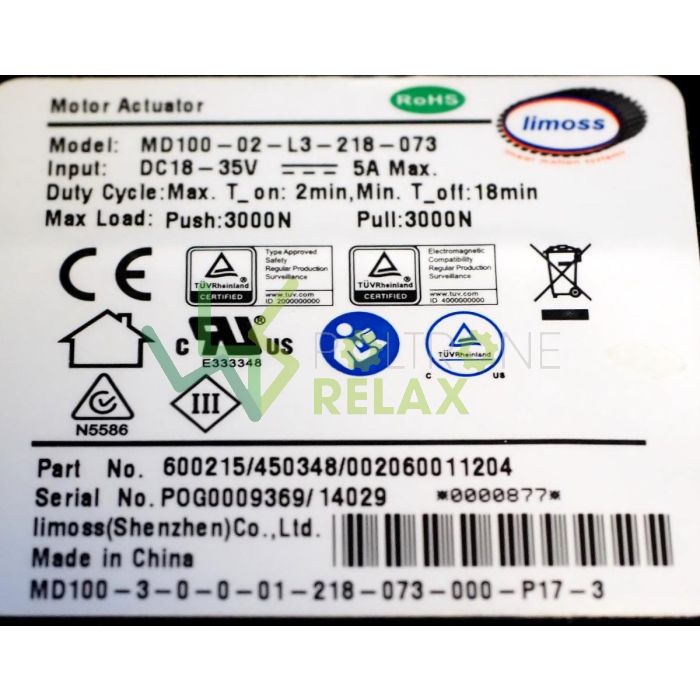 Motor Actuator
RoHS
limoss
Model: MD100-02-L3-218-073
Input: DC18-35V 5A Max.
Duty Cycle:Max. T_on: 2min,Min. T_off:18min
Max Load: Push:3000N Pull:3000N
CE
TÜVRheinland
CERTIFIED
Type Approved
Safety
Regular Production
Surveillance
www.tuv.com
ID 2000000000
TÜVRheinland
CERTIFIED
Electromagnetic
Compatibility
Regular Production
Surveillance
www.tuv.com
ID 4000000000
c RU ® US
E333348
TÜVRheinland
C US
POLTRONE
RELAX
N5586
III
Part No. 600215/450348/002060011204
Serial No.POG0009369/14029 *0000877*
limoss(Shenzhen)Co.,Ltd.
Made in China
MD100-3-0-0-01-218-073-000-P17-3